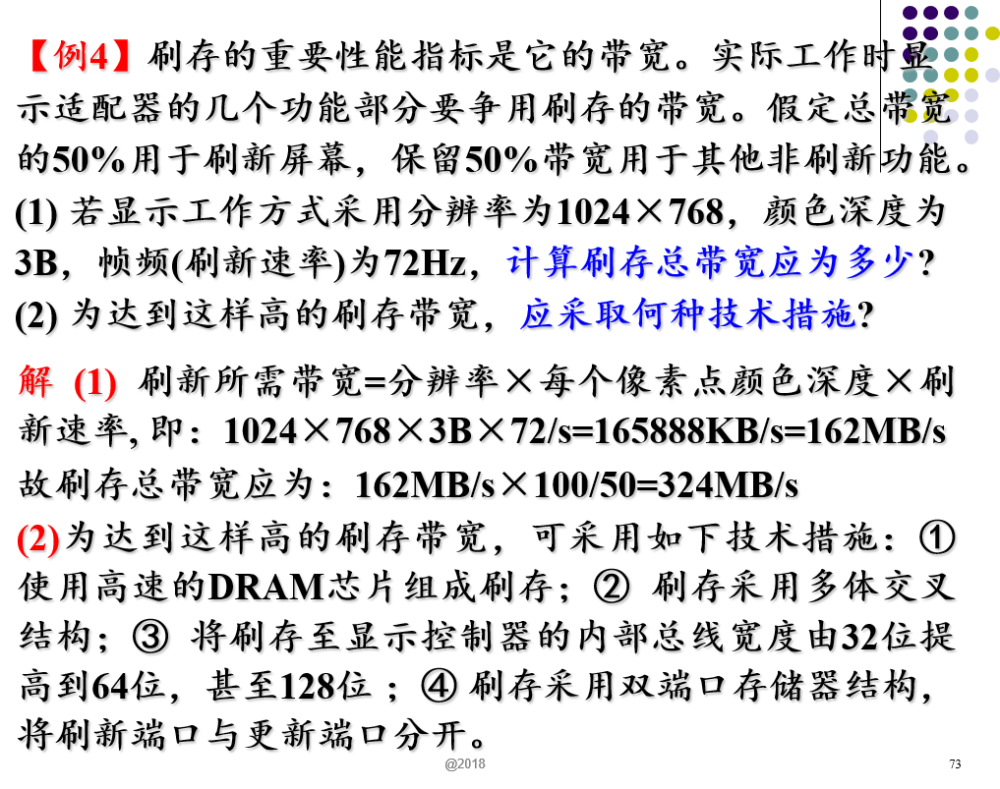 【例4】刷存的重要性能指标是它的带宽。实际工作时显
示适配器的几个功能部分要争用刷存的带宽。假定总带宽
的50%用于刷新屏幕，保留50%带宽用于其他非刷新功能。
(1) 若显示工作方式采用分辨率为1024×768，颜色深度为
3B，帧频(刷新速率)为72Hz，计算刷存总带宽应为多少?
(2) 为达到这样高的刷存带宽，应采取何种技术措施?
解 (1) 刷新所需带宽=分辨率×每个像素点颜色深度×刷
新速率, 即：1024×768×3B×72/s=165888KB/s=162MB/s
故刷存总带宽应为：162MB/s×100/50=324MB/s
(2)为达到这样高的刷存带宽，可采用如下技术措施：①
使用高速的DRAM芯片组成刷存；② 刷存采用多体交叉
结构；③ 将刷存至显示控制器的内部总线宽度由32位提
高到64位，甚至128位 ；④ 刷存采用双端口存储器结构，
将刷新端口与更新端口分开。
@2018
73